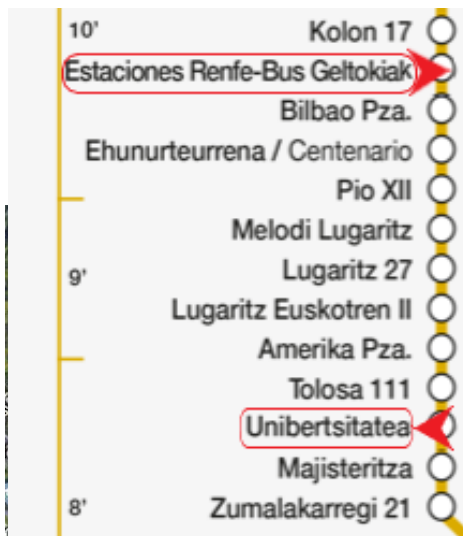 10' Kolon 17
Estaciones Renfe-Bus Geltokiak
Bilbao Pza.
Ehunurteurrena / Centenario
Pio XII
Melodi Lugaritz
9' Lugaritz 27
Lugaritz Euskotren II
Amerika Pza.
Tolosa 111
Unibertsitatea
Majisteritza
8' Zumalakarregi 21